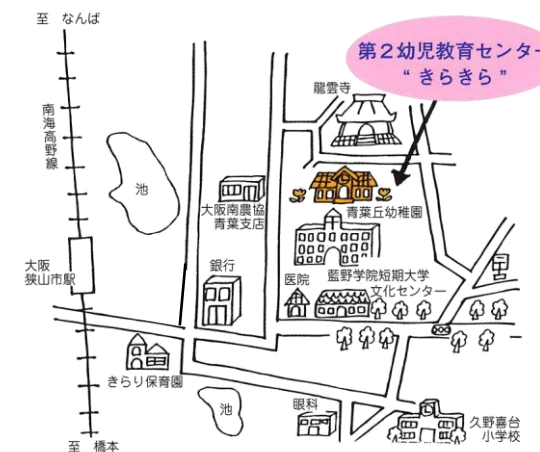 至 なんば
第２幼児教育センター
“ きらきら ”
龍雲寺
南海高野線
池
大阪南農協
青葉支店
青葉丘幼稚園
大阪
狭山市駅
銀行
医院
藍野学院短期大学
文化センター
きらり保育園
池
眼科
久野喜台
小学校
至 橋本